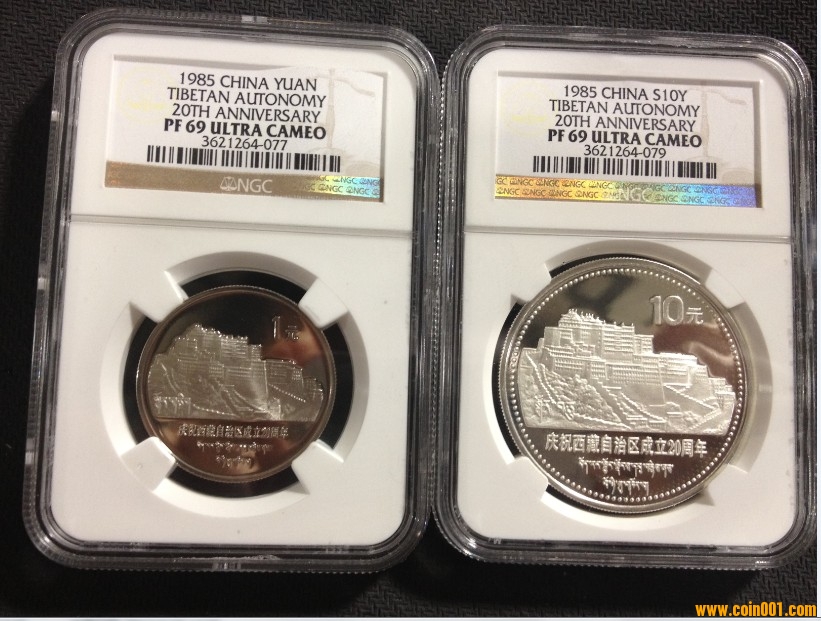 1985 CHINA YUAN
TIBETAN AUTONOMY
20TH ANNIVERSARY
PF 69 ULTRA CAMEO
3621264-077
NGC
1元
庆祝西藏自治区成立20周年
1985 CHINA S10Y
TIBETAN AUTONOMY
20TH ANNIVERSARY
PF 69 ULTRA CAMEO
3621264-079
NGC
10元
庆祝西藏自治区成立20周年
www.coin001.com